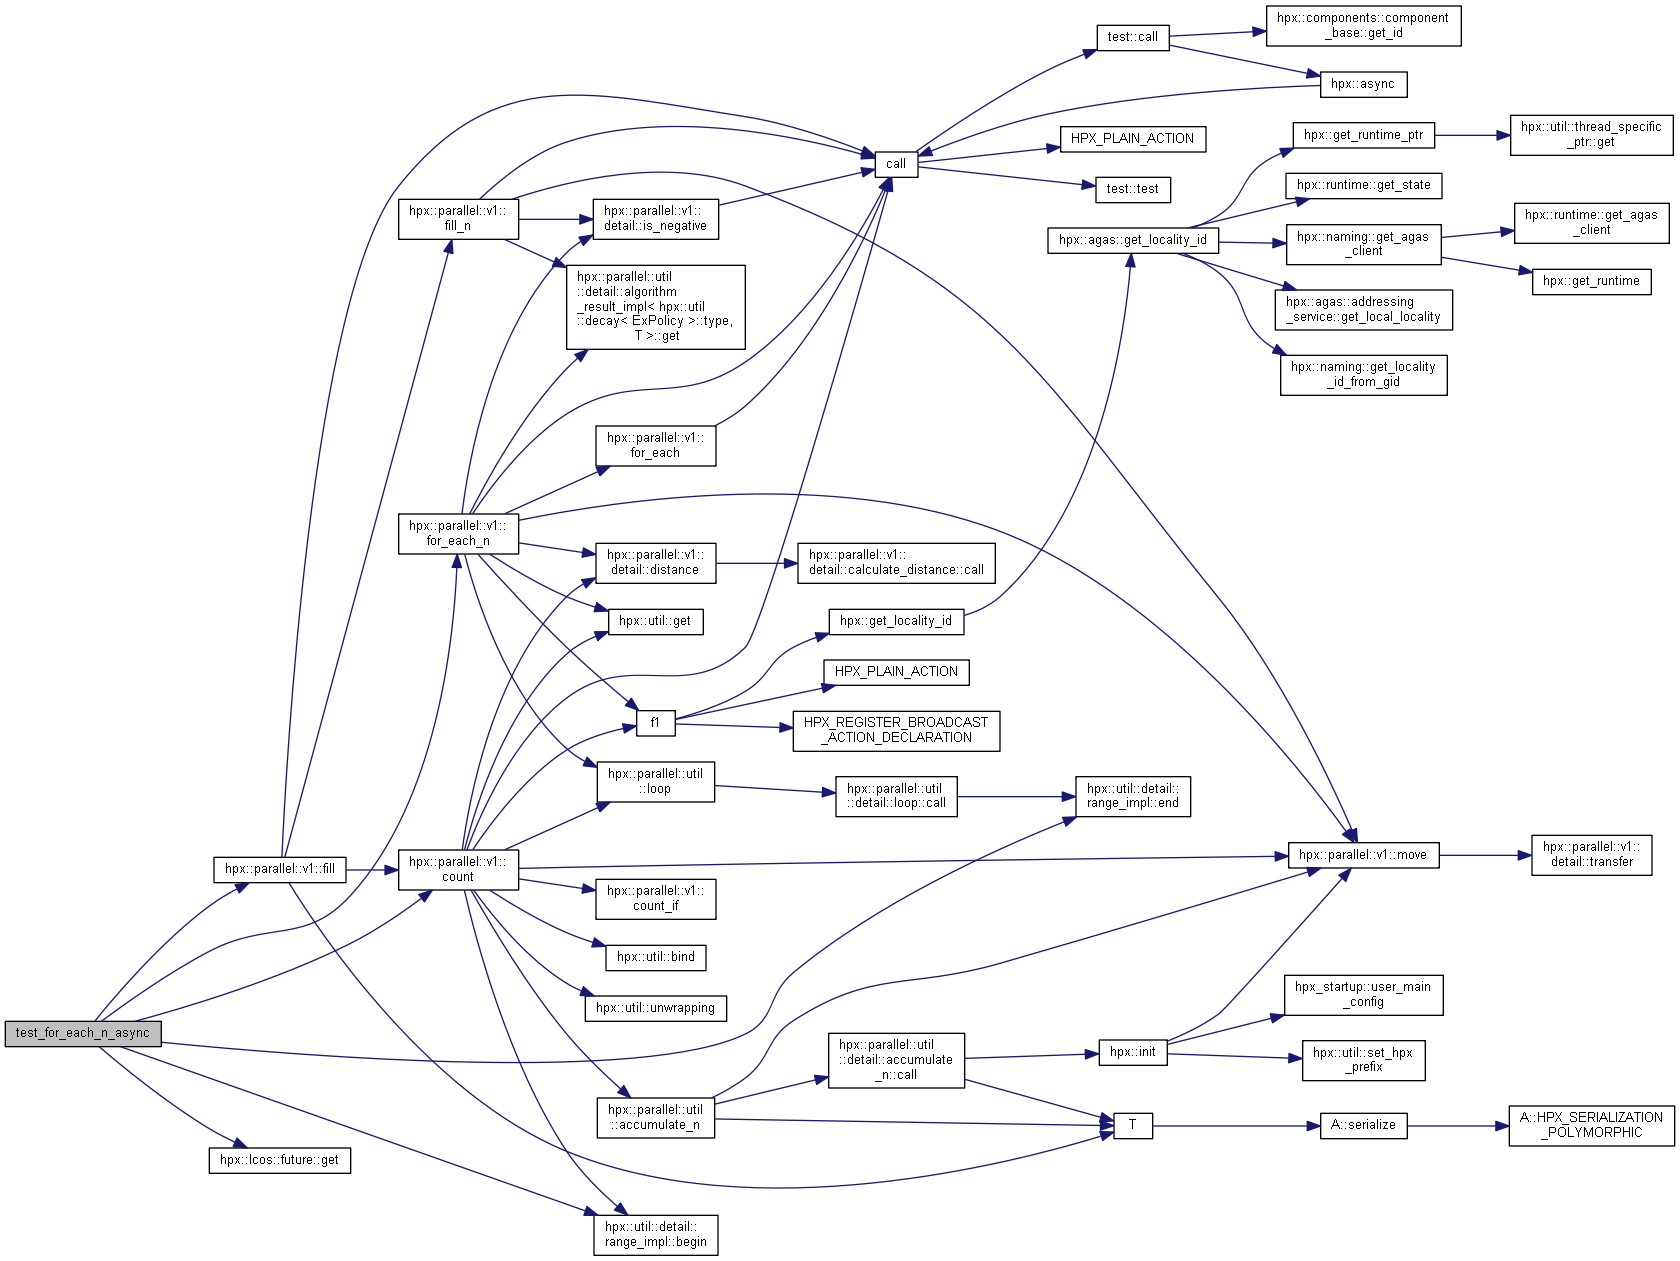 test::call
hpx::components::component
_base::get_id
hpx::async
HPX_PLAIN_ACTION
call
test::test
hpx::get_runtime_ptr
hpx::util::thread_specific
_ptr::get
hpx::runtime::get_state
hpx::agas::get_locality_id
hpx::naming::get_agas
_client
hpx::runtime::get_agas
_client
hpx::get_runtime
hpx::agas::addressing
_service::get_local_locality
hpx::naming::get_locality
_id_from_gid
hpx::parallel::v1::
fill_n
hpx::parallel::v1::
detail::is_negative
hpx::parallel::util
::detail::algorithm
_result_impl< hpx::util
::decay< ExPolicy >::type,
T >::get
hpx::parallel::v1::
for_each
hpx::parallel::v1::
for_each_n
hpx::parallel::v1::
detail::distance
hpx::parallel::v1::
detail::calculate_distance::call
hpx::util::get
hpx::get_locality_id
HPX_PLAIN_ACTION
f1
HPX_REGISTER_BROADCAST
_ACTION_DECLARATION
hpx::parallel::util
::loop
hpx::parallel::util
::detail::loop::call
hpx::util::detail::
range_impl::end
hpx::parallel::v1::fill
hpx::parallel::v1::
count
hpx::parallel::v1::move
hpx::parallel::v1::
detail::transfer
hpx::parallel::v1::
count_if
hpx::util::bind
hpx::util::unwrapping
hpx_startup::user_main
_config
test_for_each_n_async
hpx::parallel::util
::detail::accumulate
_n::call
hpx::init
hpx::util::set_hpx
_prefix
hpx::parallel::util
::accumulate_n
T
A::serialize
A::HPX_SERIALIZATION
_POLYMORPHIC
hpx::lcos::future::get
hpx::util::detail::
range_impl::begin